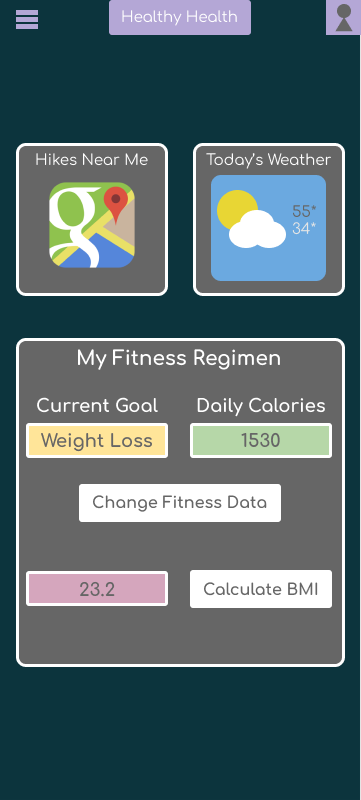 Healthy Health
Hikes Near Me
Today's Weather
g
55*
34*
My Fitness Regimen
Current Goal
Daily Calories
Weight Loss
1530
Change Fitness Data
23.2
Calculate BMI